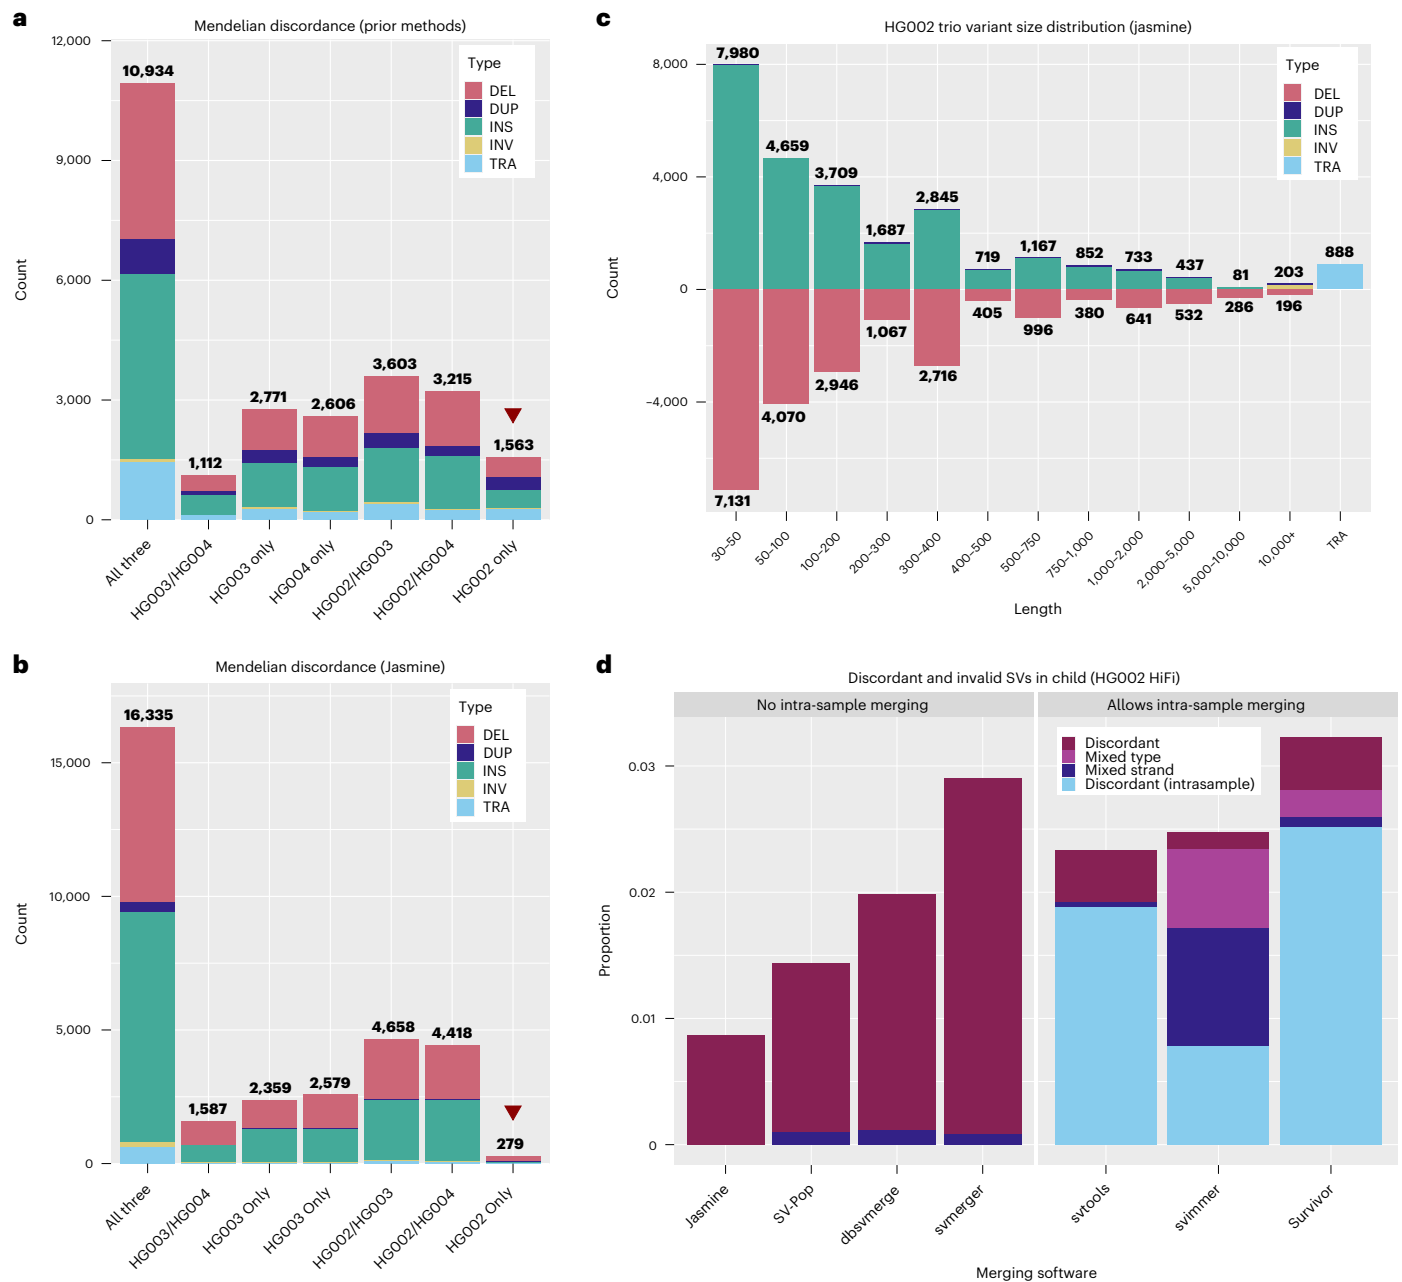 a
Mendelian discordance (prior methods)
12,000
9,000
6,000
3,000
0
Count
10,934
1,112
2,771
2,606
3,603
3,215
1,563
Type
DEL
DUP
INS
INV
TRA
All three
HG003/HG004
HG003 only
HG004 only
HG002/HG003
HG002/HG004
HG002 only
c
HG002 trio variant size distribution (jasmine)
8,000
4,000
0
−4,000
Count
7,980
4,659
3,709
1,687
2,845
719
1,167
852
733
437
81
203
888
7,131
4,070
2,946
1,067
2,716
405
996
380
641
532
286
196
Type
DEL
DUP
INS
INV
TRA
30–50
50–100
100–200
200–300
300–400
400–500
500–750
750–1,000
1,000–2,000
2,000–5,000
5,000–10,000
10,000+
TRA
Length
b
Mendelian discordance (Jasmine)
15,000
10,000
5,000
0
Count
16,335
1,587
2,359
2,579
4,658
4,418
279
Type
DEL
DUP
INS
INV
TRA
All three
HG003/HG004
HG003 Only
HG003 Only
HG002/HG003
HG002/HG004
HG002 Only
d
Discordant and invalid SVs in child (HG002 HiFi)
No intra-sample merging
Allows intra-sample merging
0.03
0.02
0.01
0
Proportion
Discordant
Mixed type
Mixed strand
Discordant (intrasample)
Jasmine
SV-Pop
dbsvmerge
svmerger
svtools
svimmer
Survivor
Merging software